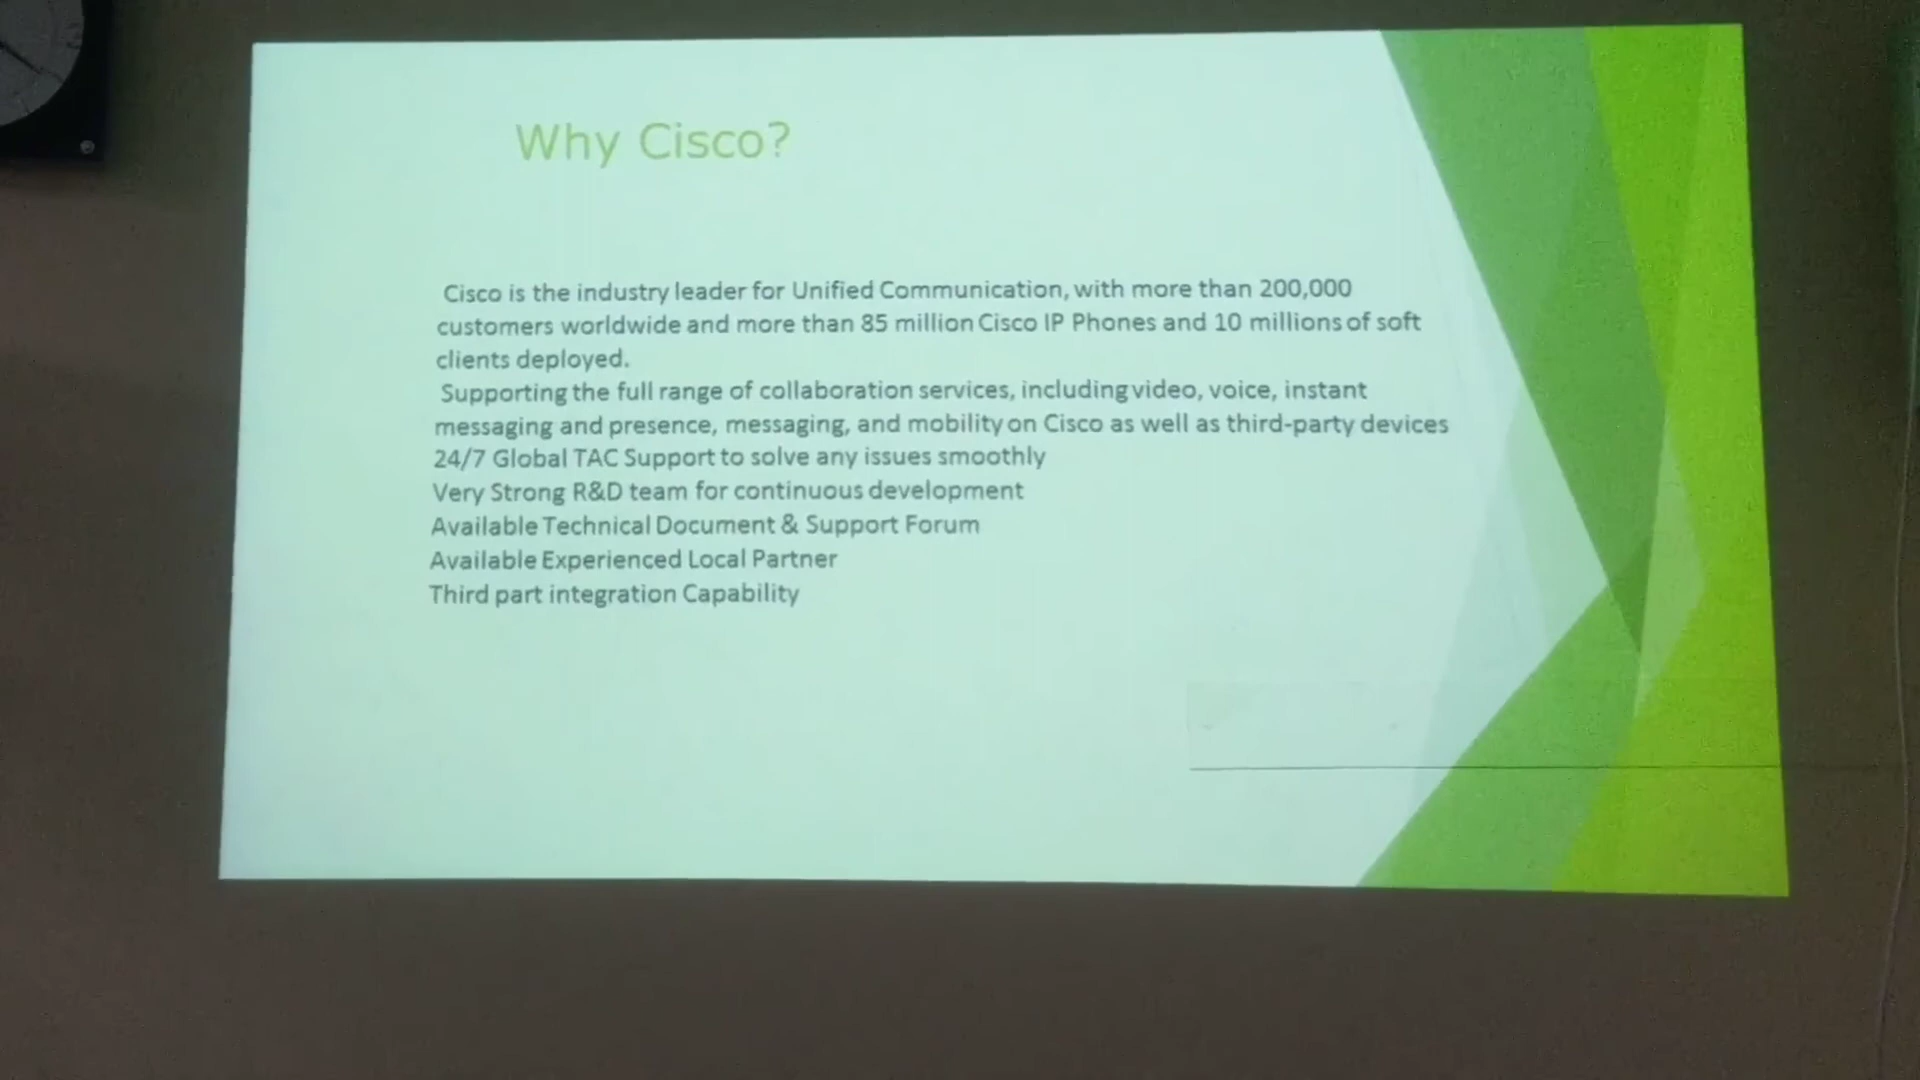 Why Cisco?
Cisco is the industry leader for Unified Communication, with more than 200,000
customers worldwide and more than 85 million Cisco IP Phones and 10 millions of soft
clients deployed.
Supporting the full range of collaboration services, including video, voice, instant
messaging and presence, messaging, and mobility on Cisco as well as third-party devices
24/7 Global TAC Support to solve any issues smoothly
Very Strong R&D team for continuous development
Available Technical Document & Support Forum
Available Experienced Local Partner
Third part integration Capability